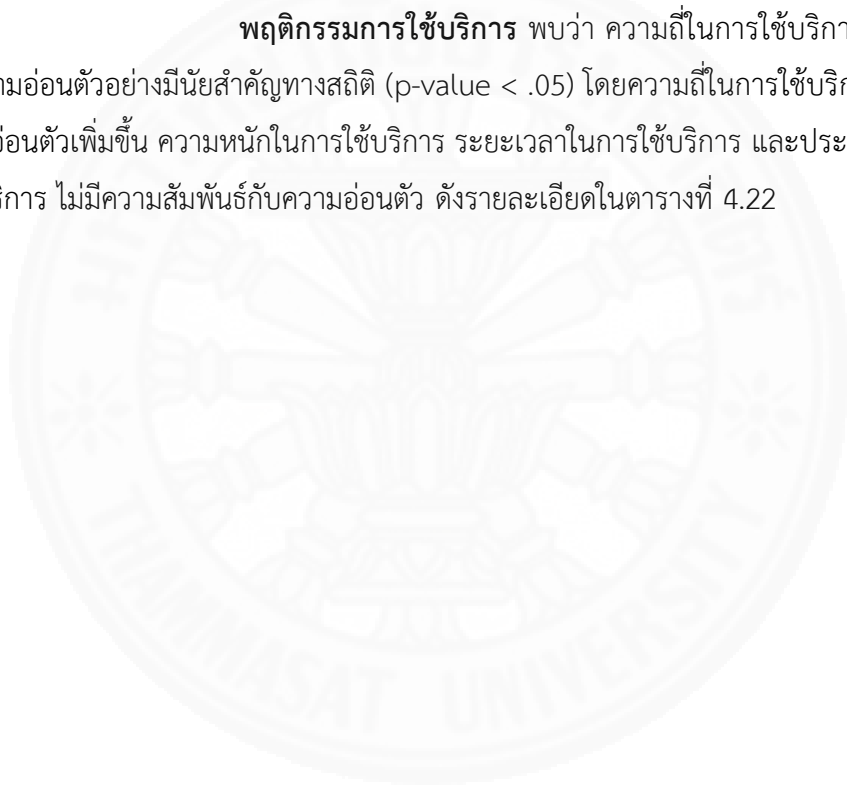 พฤติกรรมการใช้บริการ พบว่า ความถี่ในการใช้บริกา
ามอ่อนตัวอย่างมีนัยสำคัญทางสถิติ (p-value < .05) โดยความถี่ในการใช้บริ
อ่อนตัวเพิ่มขึ้น ความหนักในการใช้บริการ ระยะเวลาในการใช้บริการ และประ
ริการ ไม่มีความสัมพันธ์กับความอ่อนตัว ดังรายละเอียดในตารางที่ 4.22
THAMMASAT UNIVERSITY